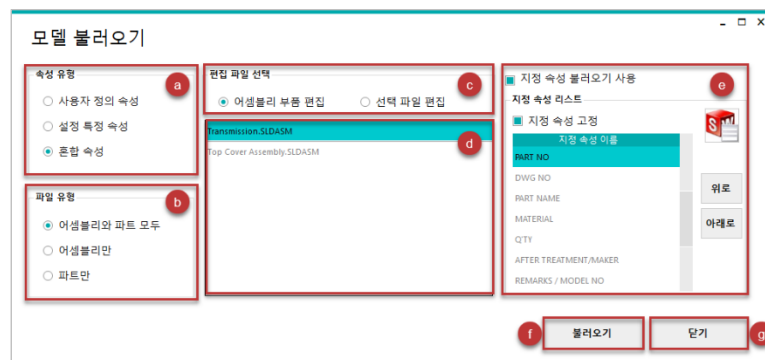 모델 불러오기
속성 유형
a
사용자 정의 속성
설정 특정 속성
혼합 속성
파일 유형
b
어셈블리와 파트 모두
어셈블리만
파트만
편집 파일 선택
c
어셈블리 부품 편집
선택 파일 편집
Transmission.SLDASM
d
Top Cover Assembly.SLDASM
지정 속성 불러오기 사용
e
지정 속성 리스트
지정 속성 고정
지정 속성 이름
PART NO
DWG NO
PART NAME
MATERIAL
Q'TY
AFTER TREATMENT/MAKER
REMARKS / MODEL NO
위로
아래로
f
불러오기
닫기
g